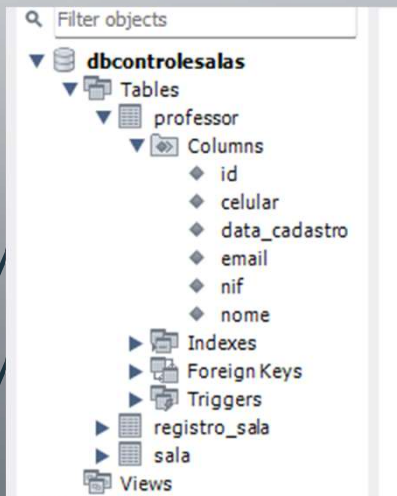 Filter objects
dbcontrolesalas
Tables
professor
Columns
id
celular
data_cadastro
email
nif
nome
Indexes
Foreign Keys
Triggers
registro_sala
sala
Views